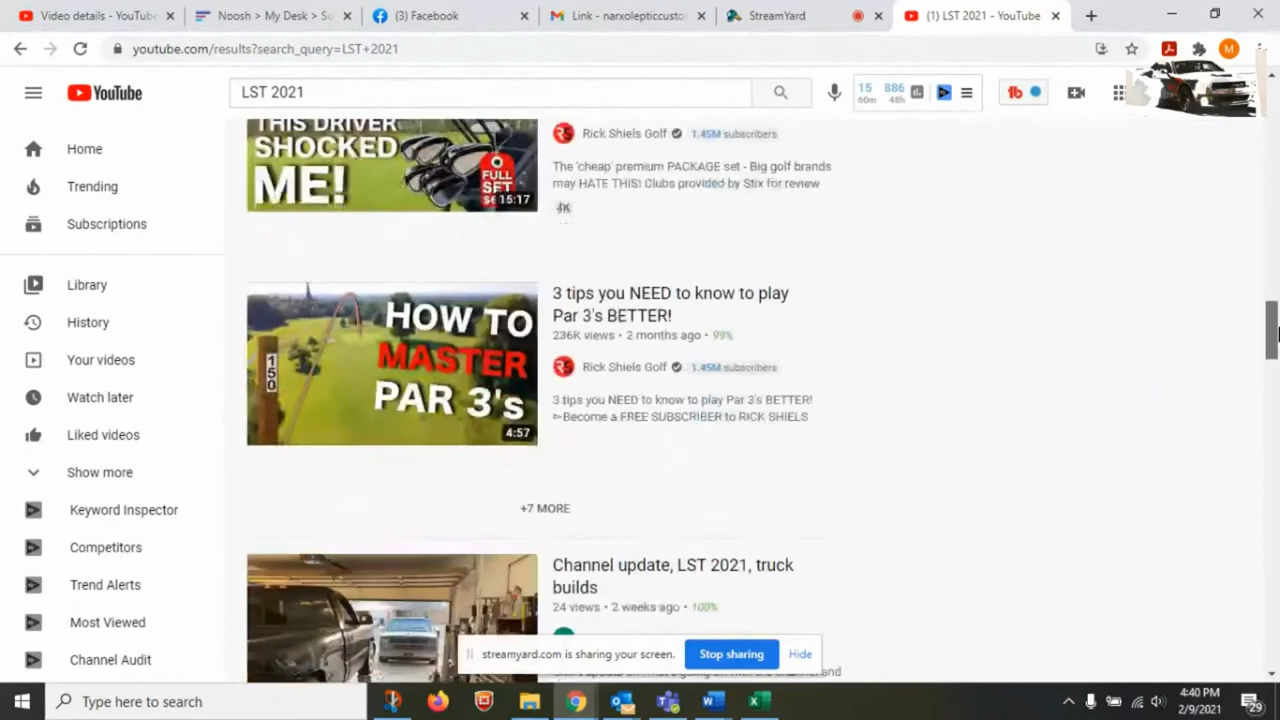 Video details - YouTube
Noosh > My Desk > Su
(3) Facebook
Link - narxolepticcustor
StreamYard
(1) LST 2021 - YouTube
youtube.com/results?search_query=LST+2021
M
YouTube
LST 2021
15
60m
886
48h
tb
Home
Trending
Subscriptions
Library
History
Your videos
Watch later
Liked videos
Show more
Keyword Inspector
Competitors
Trend Alerts
Most Viewed
Channel Audit
THIS DRIVER
SHOCKED
ME!
FULL
SET
15:17
Rick Shiels Golf
1.45M subscribers
The 'cheap' premium PACKAGE set - Big golf brands
may HATE THIS! Clubs provided by Stix for review
4K
150
HOW TO
MASTER
PAR 3's
4:57
3 tips you NEED to know to play
Par 3's BETTER!
236K views • 2 months ago • 99%
Rick Shiels Golf
1.45M subscribers
3 tips you NEED to know to play Par 3's BETTER!
⊳Become a FREE SUBSCRIBER to RICK SHIELS
+7 MORE
Channel update, LST 2021, truck
builds
24 views • 2 weeks ago • 100%
streamyard.com is sharing your screen.
Stop sharing
Hide
Type here to search
4:40 PM
2/9/2021
29